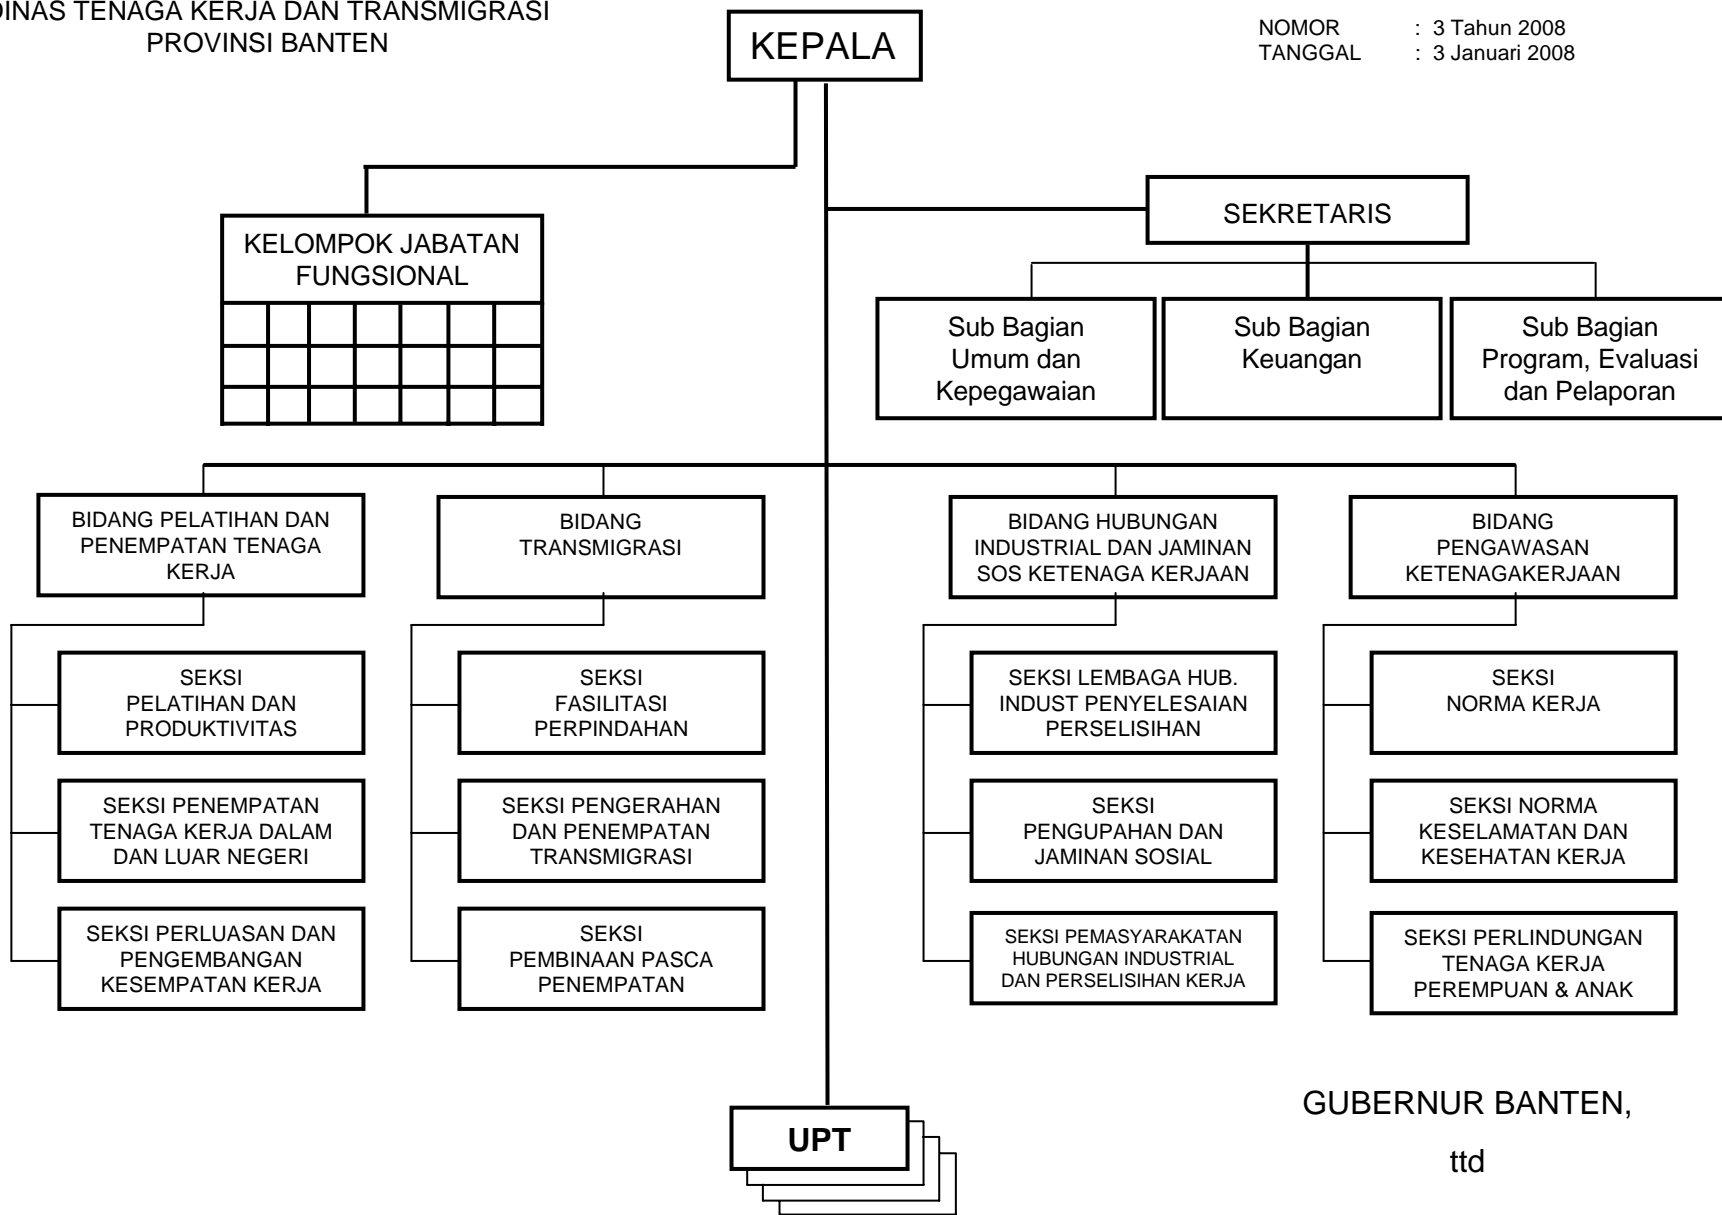 DINAS TENAGA KERJA DAN TRANSMIGRASI
PROVINSI BANTEN
NOMOR : 3 Tahun 2008
TANGGAL : 3 Januari 2008
KEPALA
SEKRETARIS
KELOMPOK JABATAN
FUNGSIONAL
Sub Bagian
Umum dan
Kepegawaian
Sub Bagian
Keuangan
Sub Bagian
Program, Evaluasi
dan Pelaporan
BIDANG PELATIHAN DAN
PENEMPATAN TENAGA
KERJA
BIDANG
TRANSMIGRASI
BIDANG HUBUNGAN
INDUSTRIAL DAN JAMINAN
SOS KETENAGA KERJAAN
BIDANG
PENGAWASAN
KETENAGAKERJAAN
SEKSI
PELATIHAN DAN
PRODUKTIVITAS
SEKSI
FASILITASI
PERPINDAHAN
SEKSI LEMBAGA HUB.
INDUST PENYELESAIAN
PERSELISIHAN
SEKSI
NORMA KERJA
SEKSI PENEMPATAN
TENAGA KERJA DALAM
DAN LUAR NEGERI
SEKSI PENGERAHAN
DAN PENEMPATAN
TRANSMIGRASI
SEKSI
PENGUPAHAN DAN
JAMINAN SOSIAL
SEKSI NORMA
KESELAMATAN DAN
KESEHATAN KERJA
SEKSI PERLUASAN DAN
PENGEMBANGAN
KESEMPATAN KERJA
SEKSI
PEMBINAAN PASCA
PENEMPATAN
SEKSI PEMASYARAKATAN
HUBUNGAN INDUSTRIAL
DAN PERSELISIHAN KERJA
SEKSI PERLINDUNGAN
TENAGA KERJA
PEREMPUAN & ANAK
UPT
GUBERNUR BANTEN,
ttd